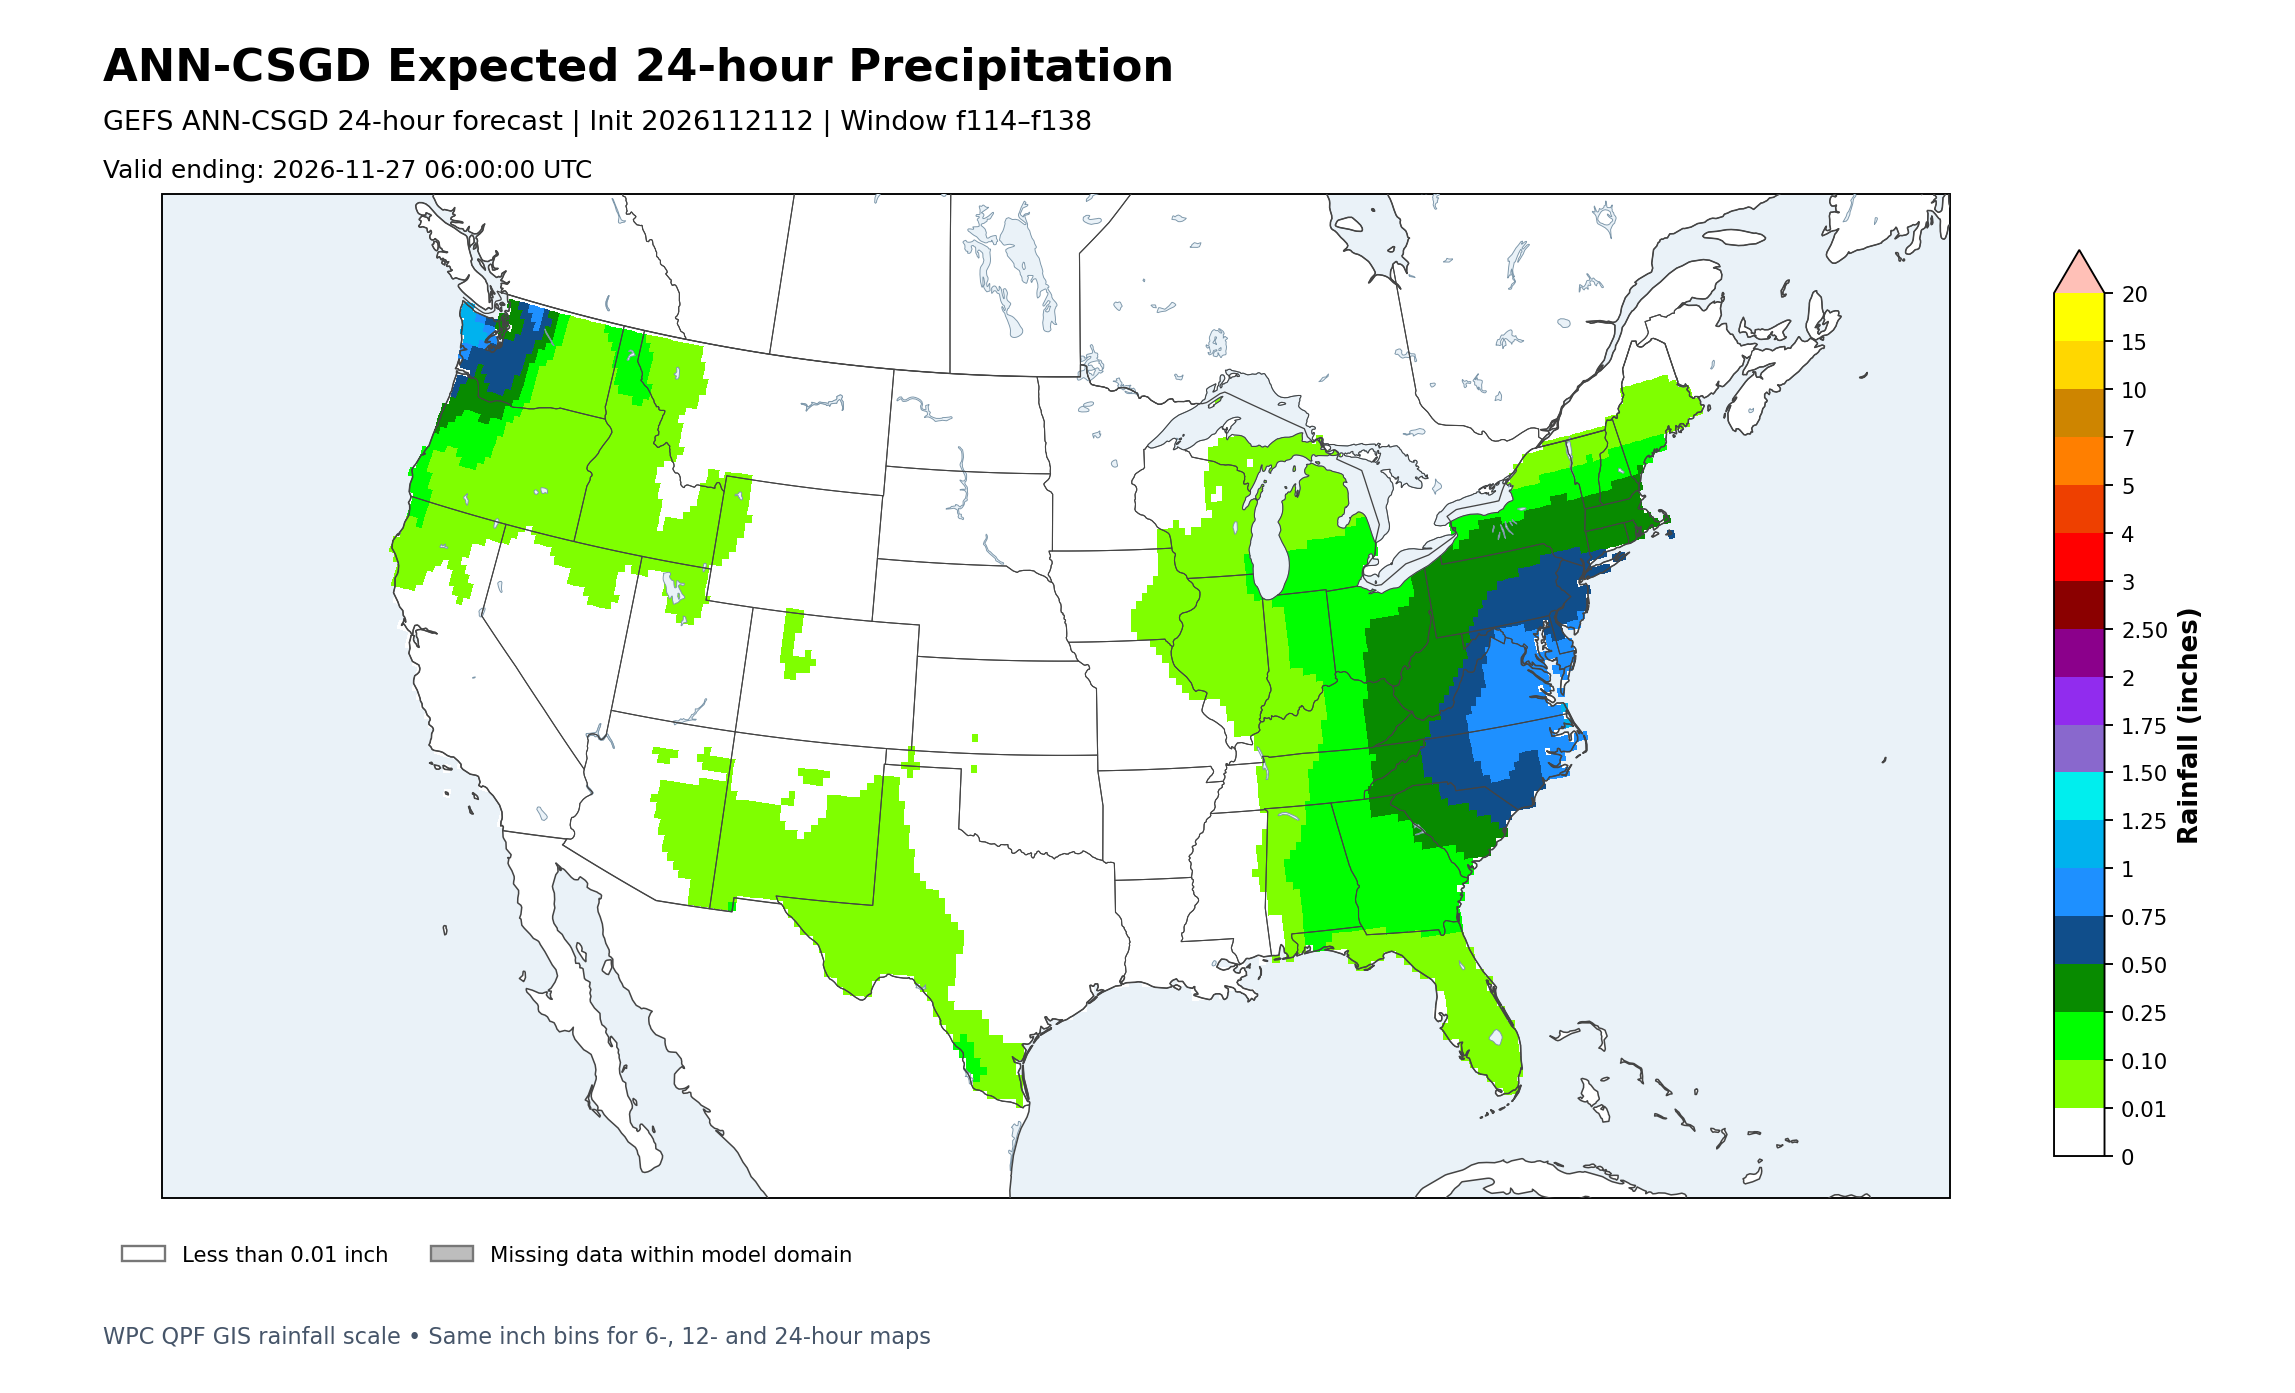 ANN-CSGD Expected 24-hour Precipitation
GEFS ANN-CSGD 24-hour forecast | Init 2026112112 | Window f114–f138
Valid ending: 2026-11-27 06:00:00 UTC
20
15
10
7
5
4
3
2.50
2
1.75
1.50
1.25
1
0.75
0.50
0.25
0.10
0.01
0
Rainfall (inches)
Less than 0.01 inch
Missing data within model domain
WPC QPF GIS rainfall scale • Same inch bins for 6-, 12- and 24-hour maps